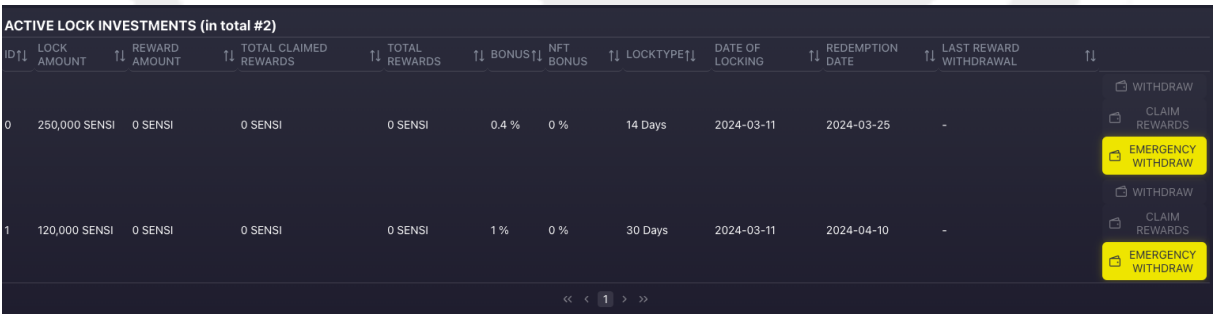 ACTIVE LOCK INVESTMENTS (in total #2)
ID LOCK AMOUNT REWARD AMOUNT TOTAL CLAIMED REWARDS TOTAL REWARDS BONUS NFT BONUS LOCKTYPE DATE OF LOCKING REDEMPTION DATE LAST REWARD WITHDRAWAL
WITHDRAW
0 250,000 SENSI 0 SENSI 0 SENSI 0 SENSI 0.4 % 0 % 14 Days 2024-03-11 2024-03-25 -
CLAIM
REWARDS
EMERGENCY
WITHDRAW
WITHDRAW
1 120,000 SENSI 0 SENSI 0 SENSI 0 SENSI 1 % 0 % 30 Days 2024-03-11 2024-04-10 -
CLAIM
REWARDS
EMERGENCY
WITHDRAW
« ‹ 1 › »